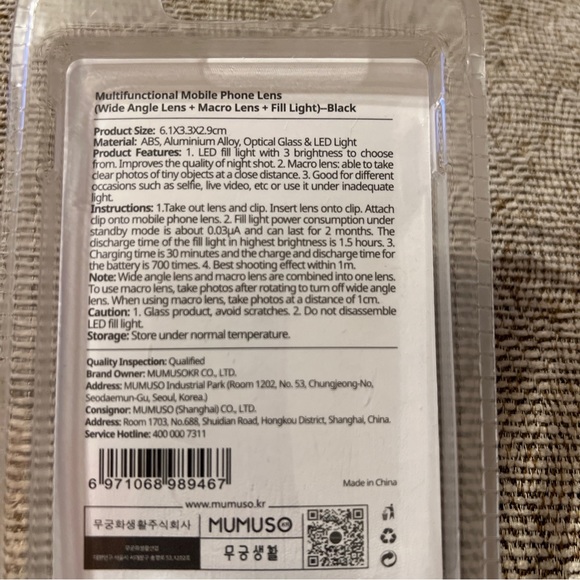 Multifunctional Mobile Phone Lens
(Wide Angle Lens + Macro Lens + Fill Light)--Black
Product Size: 6.1X3.3X2.9cm
Material: ABS, Aluminium Alloy, Optical Glass & LED Light
Product Features: 1. LED fill light with 3 brightness to choose
from. Improves the quality of night shot. 2. Macro lens: able to take
clear photos of tiny objects at a close distance. 3. Good for different
occasions such as selfie, live video, etc or use it under inadequate
light.
Instructions: 1.Take out lens and clip. Insert lens onto clip. Attach
clip onto mobile phone lens. 2. Fill light power consumption under
standby mode is about 0.03μA and can last for 2 months. The
discharge time of the fill light in highest brightness is 1.5 hours. 3.
Charging time is 30 minutes and the charge and discharge time for
the battery is 700 times. 4. Best shooting effect within 1m.
Note: Wide angle lens and macro lens are combined into one lens.
To use macro lens, take photos after rotating to turn off wide angle
lens. When using macro lens, take photos at a distance of 1cm.
Caution: 1. Glass product, avoid scratches. 2. Do not disassemble
LED fill light.
Storage: Store under normal temperature.
Quality Inspection: Qualified
Brand Owner: MUMUSOKR CO., LTD.
Address: MUMUSO Industrial Park (Room 1202, No. 53, Chungjeong-No,
Seodaemun-Gu, Seoul, Korea.)
Consignor: MUMUSO (Shanghai) CO., LTD.
Address: Room 1703, No.688, Shuidian Road, Hongkou District, Shanghai, China.
Service Hotline: 400 000 7311
6 971068 989467
Made in China
www.mumuso.kr
무궁화생활주식회사
MUMUSO
무궁생활